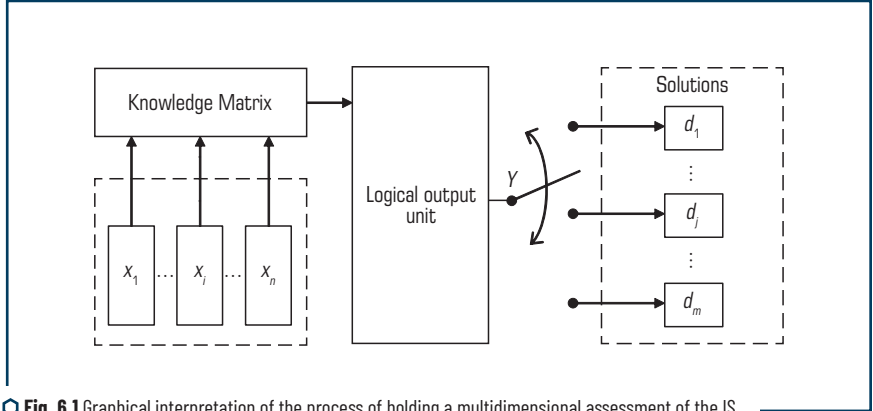 Knowledge Matrix
x1 ... xi ... xn
Logical output
unit
Y
Solutions
d1
⋮
dj
⋮
dm
Fig. 6.1 Graphical interpretation of the process of holding a multidimensional assessment of the IS